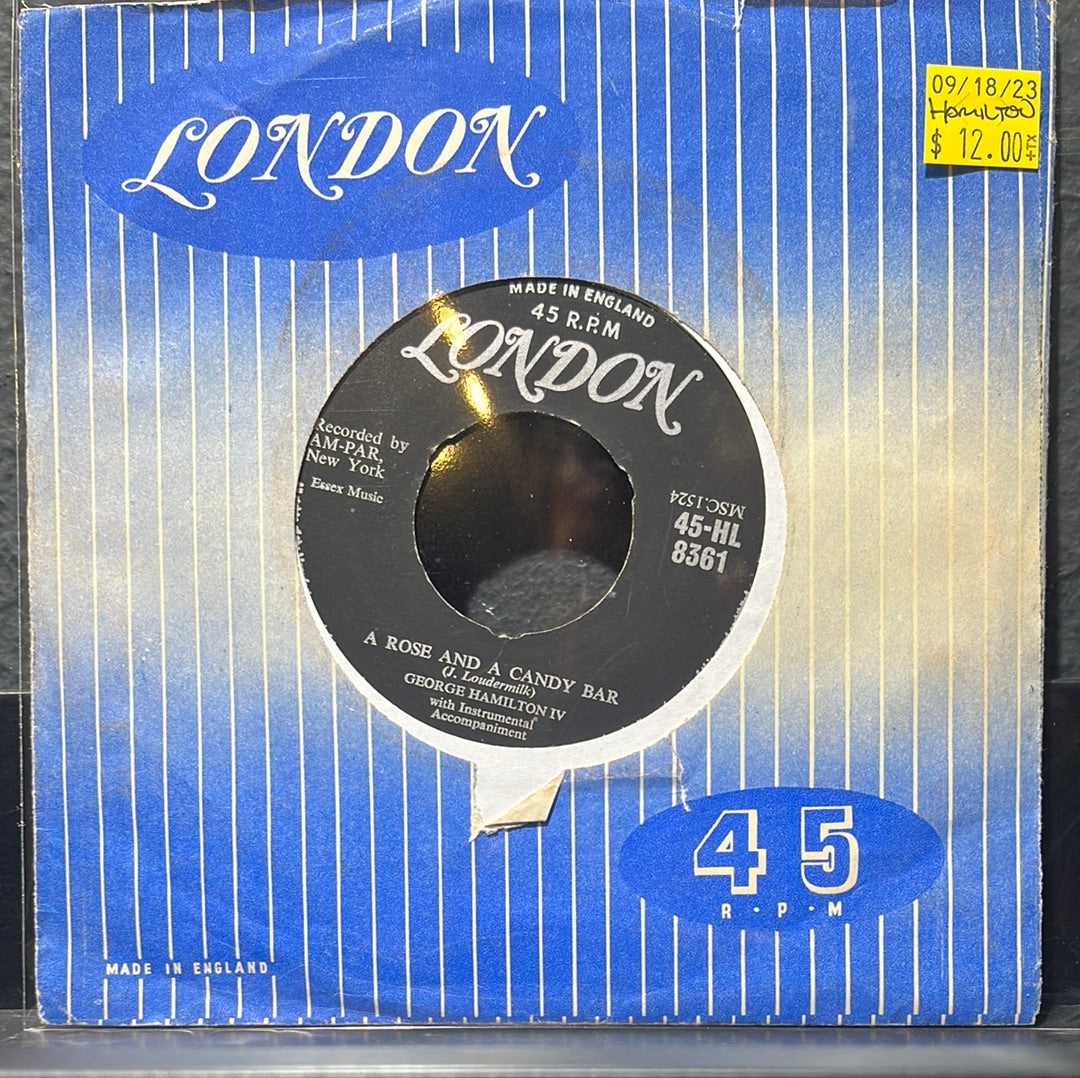 LONDON
09/18/23
HAMILTON
$ 12.00 +TX
MADE IN ENGLAND
45 R.P.M
LONDON
Recorded by
AM-PAR,
New York
Essex Music
MSC.1524
45-HL
8361
A ROSE AND A CANDY BAR
(J. Loudermilk)
GEORGE HAMILTON IV
with Instrumental
Accompaniment
45
R·P·M
MADE IN ENGLAND